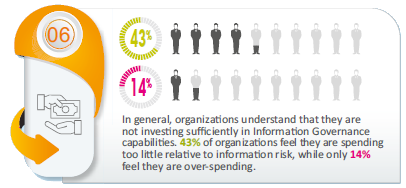 06
43%
14%
In general, organizations understand that they are
not investing sufficiently in Information Governance
capabilities. 43% of organizations feel they are spending
too little relative to information risk, while only 14%
feel they are over-spending.